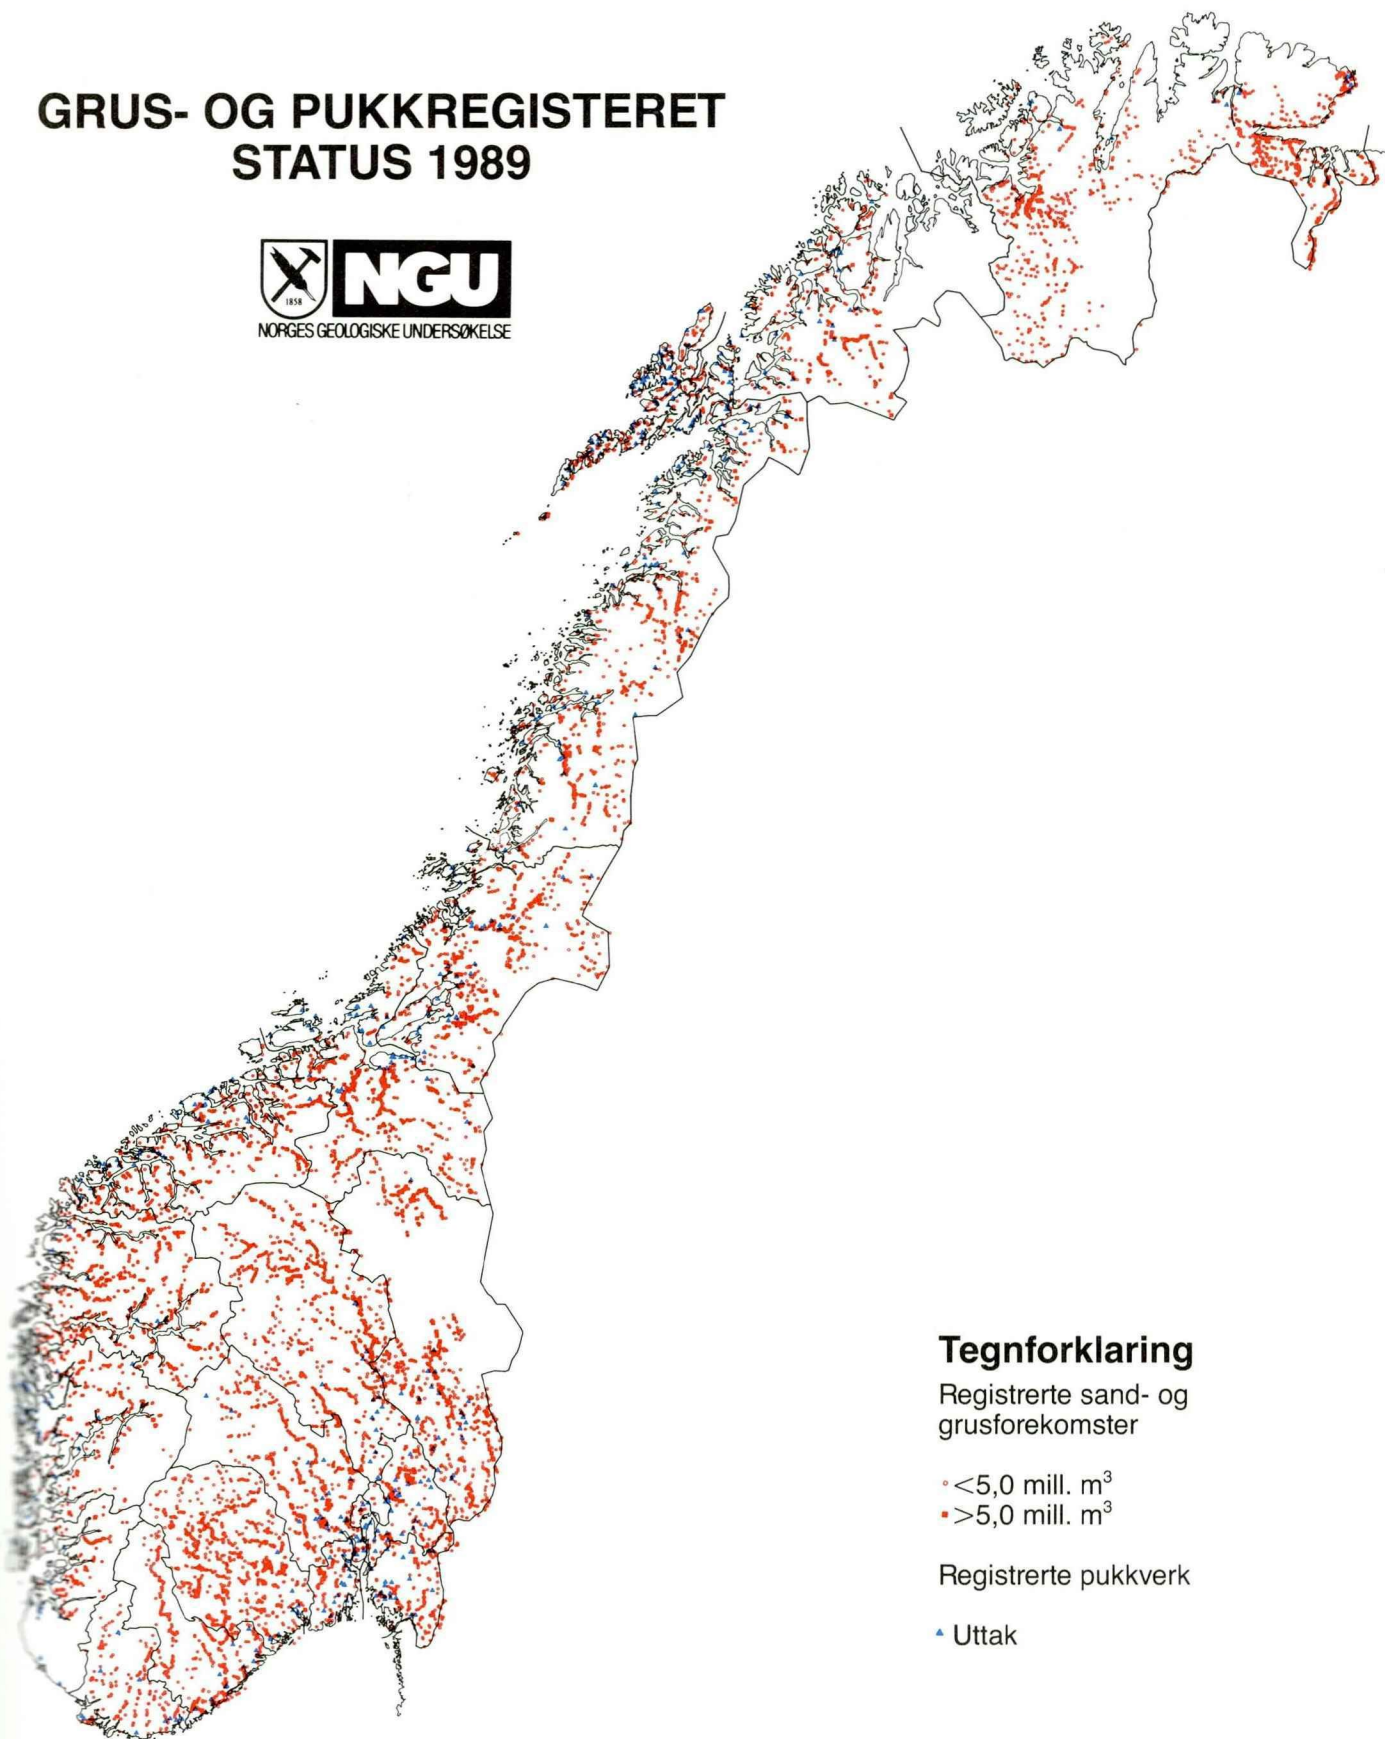 GRUS- OG PUKKREGISTERET
STATUS 1989
1858
NGU
NORGES GEOLOGISKE UNDERSØKELSE
Tegnforklaring
Registrerte sand- og
grusforekomster
<5,0 mill. m³
>5,0 mill. m³
Registrerte pukkverk
Uttak